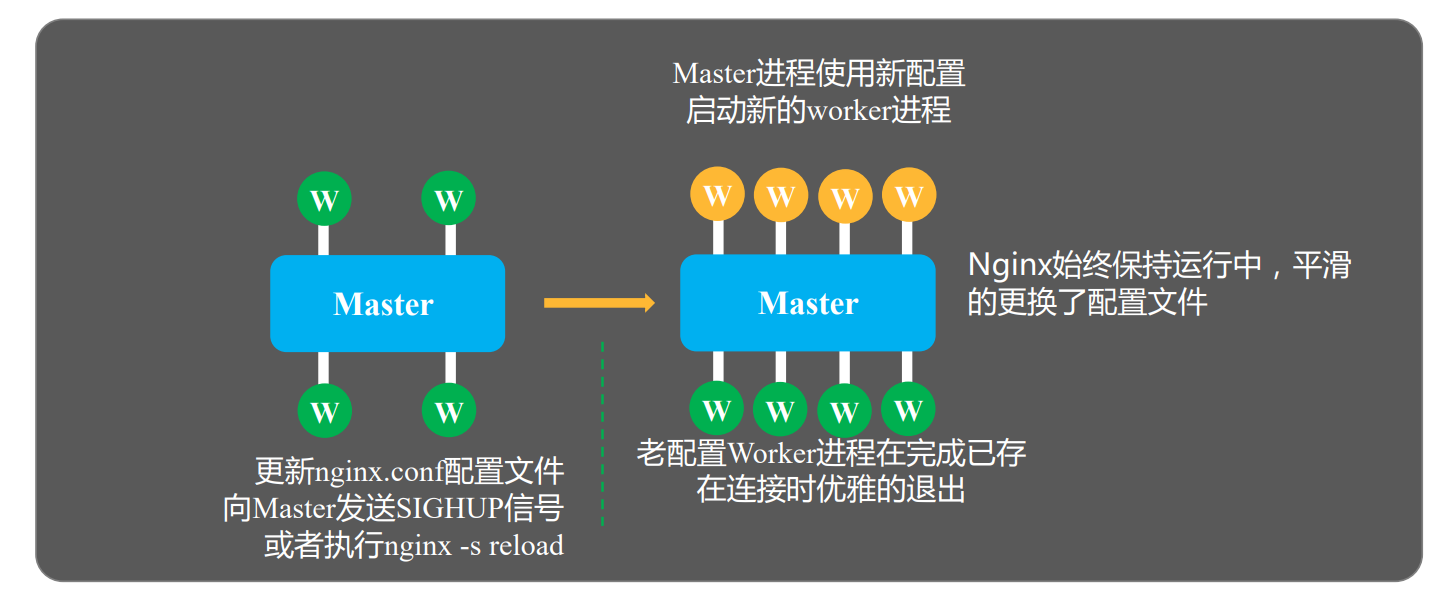 Master进程使用新配置
启动新的worker进程
W W
W W W W
Master
Master
Nginx始终保持运行中，平滑
的更换了配置文件
W W
W W W W
更新nginx.conf配置文件
向Master发送SIGHUP信号
或者执行nginx -s reload
老配置Worker进程在完成已存
在连接时优雅的退出